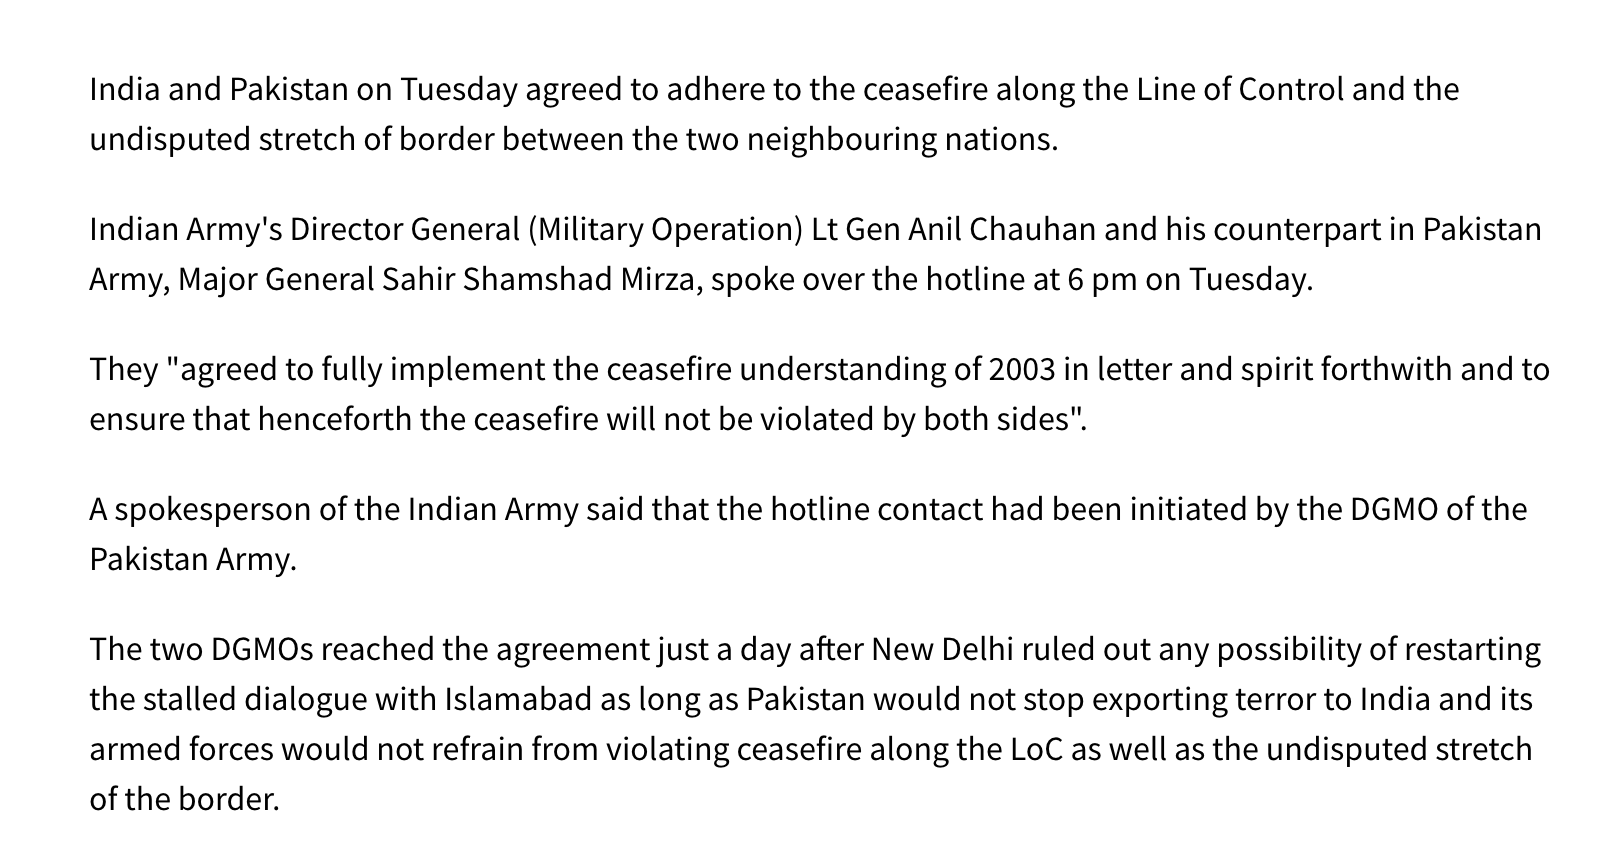 India and Pakistan on Tuesday agreed to adhere to the ceasefire along the Line of Control and the
undisputed stretch of border between the two neighbouring nations.
Indian Army's Director General (Military Operation) Lt Gen Anil Chauhan and his counterpart in Pakistan
Army, Major General Sahir Shamshad Mirza, spoke over the hotline at 6 pm on Tuesday.
They "agreed to fully implement the ceasefire understanding of 2003 in letter and spirit forthwith and to
ensure that henceforth the ceasefire will not be violated by both sides".
A spokesperson of the Indian Army said that the hotline contact had been initiated by the DGMO of the
Pakistan Army.
The two DGMOs reached the agreement just a day after New Delhi ruled out any possibility of restarting
the stalled dialogue with Islamabad as long as Pakistan would not stop exporting terror to India and its
armed forces would not refrain from violating ceasefire along the LoC as well as the undisputed stretch
of the border.